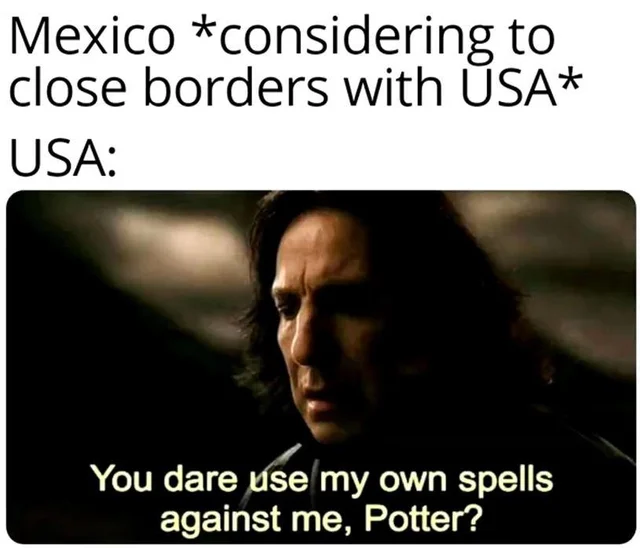 Mexico *considering to
close borders with USA*
USA:
You dare use my own spells
against me, Potter?